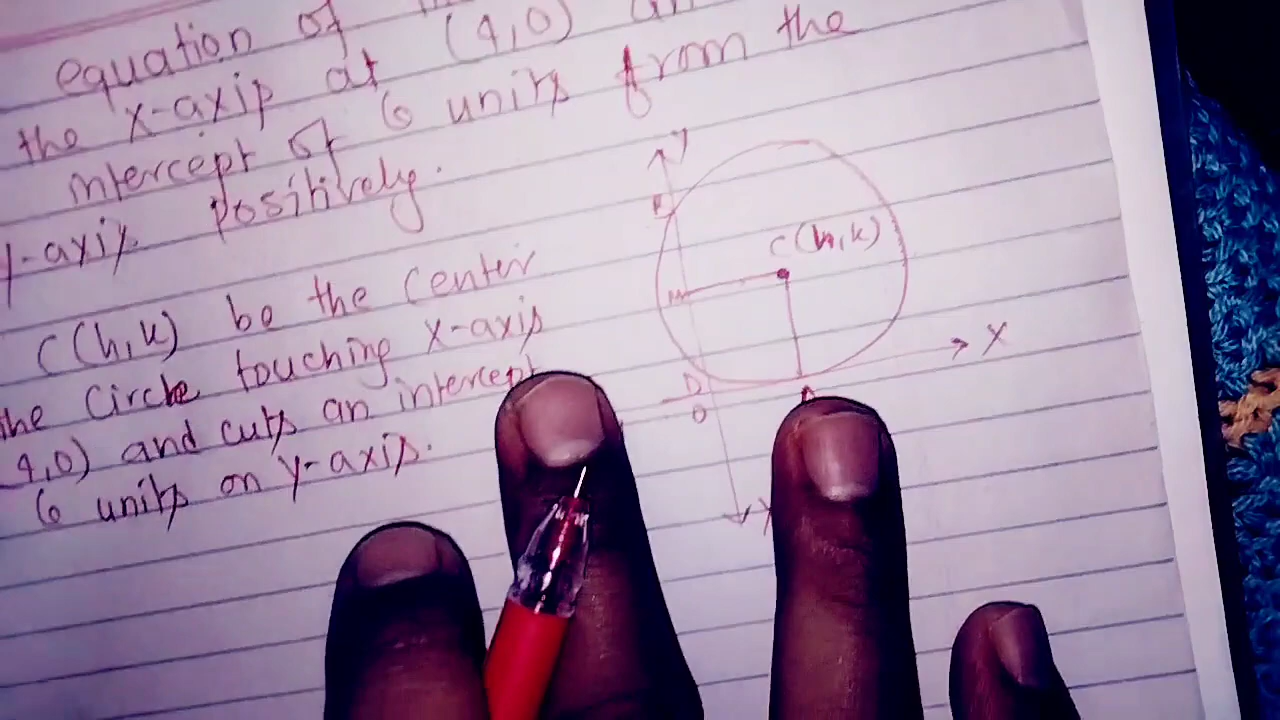 equation of
the x-axis at (4,0)
intercept of 6 units from the
y-axis positively.
C(h,k) be the center
the Circle touching x-axis
4,0) and cuts an intercept
6 units on y-axis.
Y
B
C(h,k)
M
X
D
O
A
Y